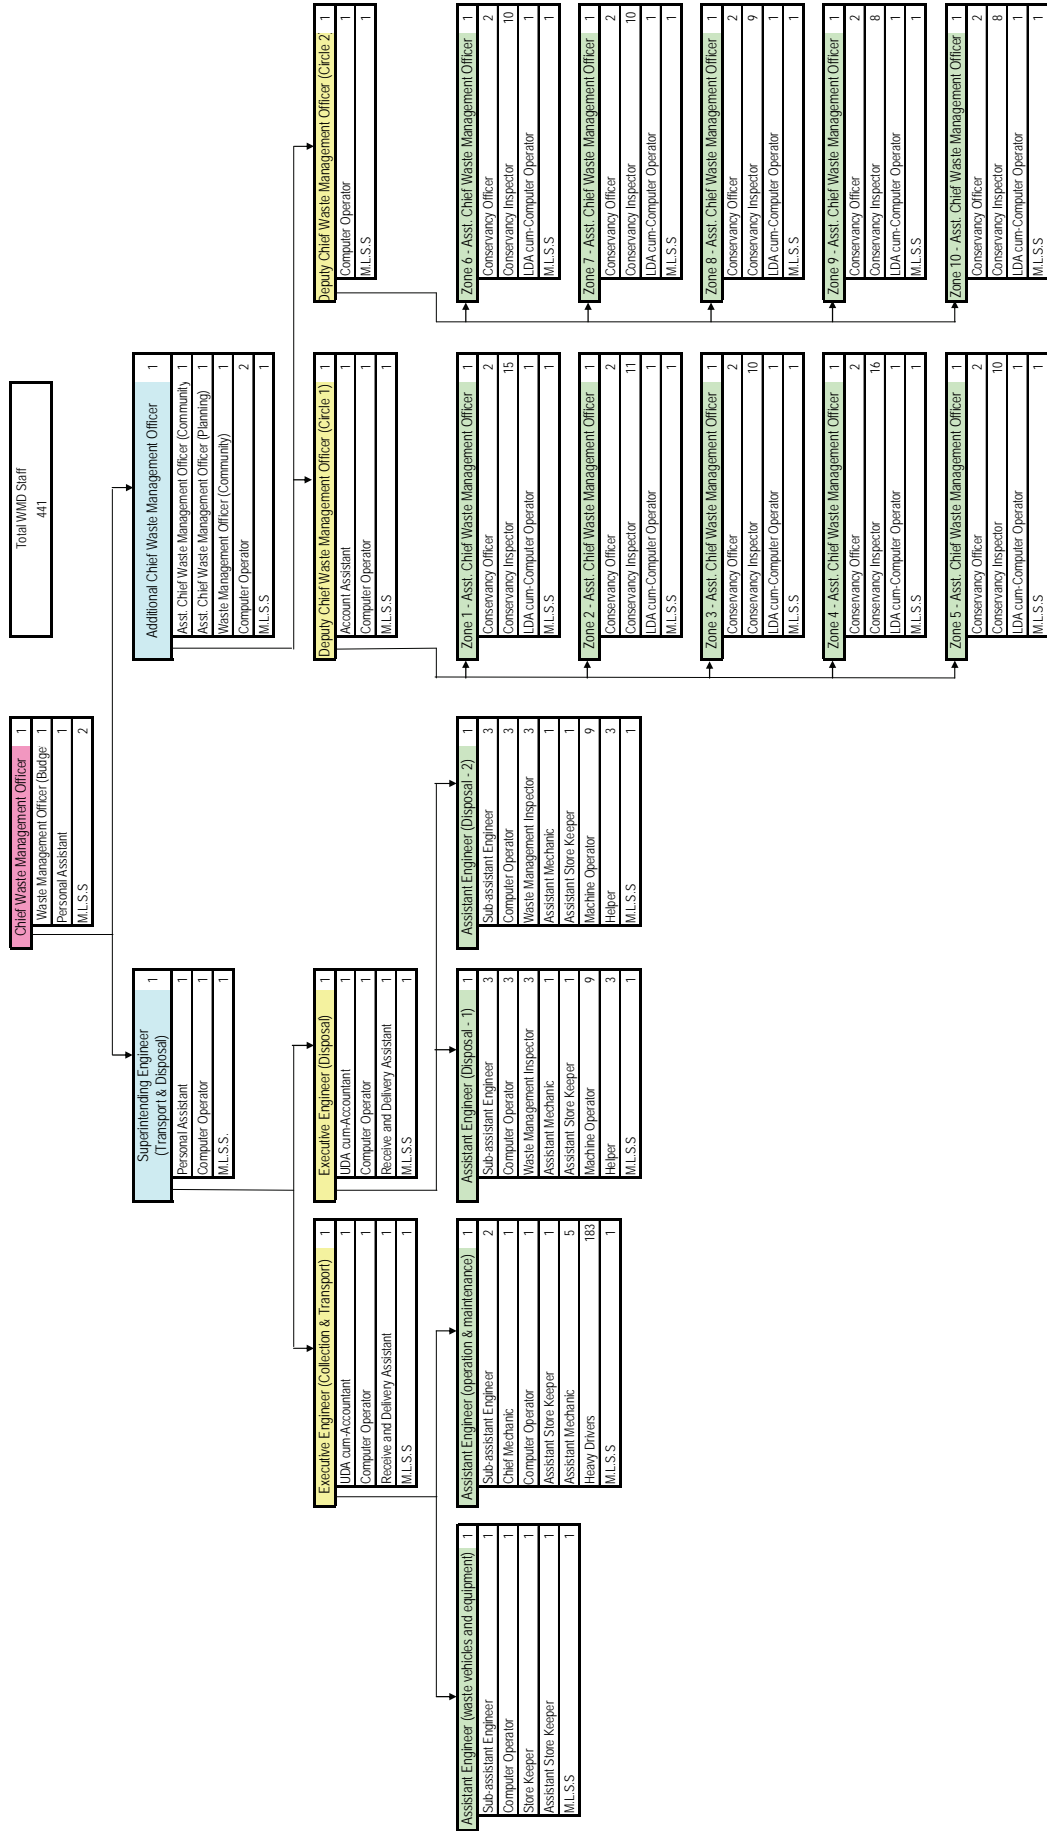 Total WMD Staff
441
Chief Waste Management Officer 1
Waste Management Officer (Budge 1
Personal Assistant 1
M.L.S.S 2
Superintending Engineer
(Transport & Disposal) 1
Personal Assistant 1
Computer Operator 1
M.L.S.S. 1
Additional Chief Waste Management Officer 1
Asst. Chief Waste Management Officer (Community 1
Asst. Chief Waste Management Officer (Planning) 1
Waste Management Officer (Community) 1
Computer Operator 2
M.L.S.S 1
Executive Engineer (Collection & Transport) 1
UDA cum-Accountant 1
Computer Operator 1
Receive and Delivery Assistant 1
M.L.S.S 1
Executive Engineer (Disposal) 1
UDA cum-Accountant 1
Computer Operator 1
Receive and Delivery Assistant 1
M.L.S.S 1
Deputy Chief Waste Management Officer (Circle 1) 1
Account Assistant 1
Computer Operator 1
M.L.S.S 1
Deputy Chief Waste Management Officer (Circle 2 1
Computer Operator 1
M.L.S.S 1
Assistant Engineer (waste vehicles and equipment) 1
Sub-assistant Engineer 1
Computer Operator 1
Store Keeper 1
Assistant Store Keeper 1
M.L.S.S 1
Assistant Engineer (operation & maintenance) 1
Sub-assistant Engineer 2
Chief Mechanic 1
Computer Operator 1
Assistant Store Keeper 1
Assistant Mechanic 5
Heavy Drivers 183
M.L.S.S 1
Assistant Engineer (Disposal - 1) 1
Sub-assistant Engineer 3
Computer Operator 3
Waste Management Inspector 3
Assistant Mechanic 1
Assistant Store Keeper 1
Machine Operator 9
Helper 3
M.L.S.S 1
Assistant Engineer (Disposal - 2) 1
Sub-assistant Engineer 3
Computer Operator 3
Waste Management Inspector 3
Assistant Mechanic 1
Assistant Store Keeper 1
Machine Operator 9
Helper 3
M.L.S.S 1
Zone 1 - Asst. Chief Waste Management Officer 1
Conservancy Officer 2
Conservancy Inspector 15
LDA cum-Computer Operator 1
M.L.S.S 1
Zone 2 - Asst. Chief Waste Management Officer 1
Conservancy Officer 2
Conservancy Inspector 11
LDA cum-Computer Operator 1
M.L.S.S 1
Zone 3 - Asst. Chief Waste Management Officer 1
Conservancy Officer 2
Conservancy Inspector 10
LDA cum-Computer Operator 1
M.L.S.S 1
Zone 4 - Asst. Chief Waste Management Officer 1
Conservancy Officer 2
Conservancy Inspector 16
LDA cum-Computer Operator 1
M.L.S.S 1
Zone 5 - Asst. Chief Waste Management Officer 1
Conservancy Officer 2
Conservancy Inspector 10
LDA cum-Computer Operator 1
M.L.S.S 1
Zone 6 - Asst. Chief Waste Management Officer 1
Conservancy Officer 2
Conservancy Inspector 10
LDA cum-Computer Operator 1
M.L.S.S 1
Zone 7 - Asst. Chief Waste Management Officer 1
Conservancy Officer 2
Conservancy Inspector 10
LDA cum-Computer Operator 1
M.L.S.S 1
Zone 8 - Asst. Chief Waste Management Officer 1
Conservancy Officer 2
Conservancy Inspector 9
LDA cum-Computer Operator 1
M.L.S.S 1
Zone 9 - Asst. Chief Waste Management Officer 1
Conservancy Officer 2
Conservancy Inspector 8
LDA cum-Computer Operator 1
M.L.S.S 1
Zone 10 - Asst. Chief Waste Management Officer 1
Conservancy Officer 2
Conservancy Inspector 8
LDA cum-Computer Operator 1
M.L.S.S 1